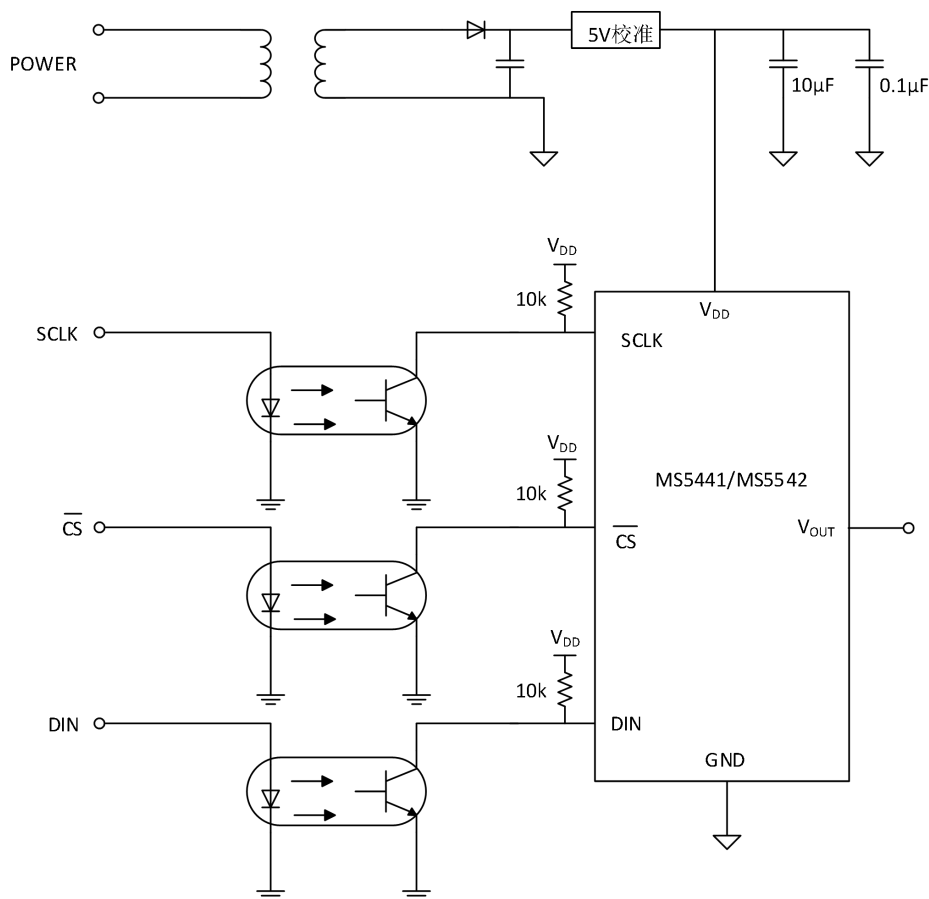 POWER
5V校准
10μF
0.1μF
VDD
10k
VDD
SCLK
SCLK
VDD
10k
MS5441/MS5542
CS
CS
VOUT
VDD
10k
DIN
DIN
GND